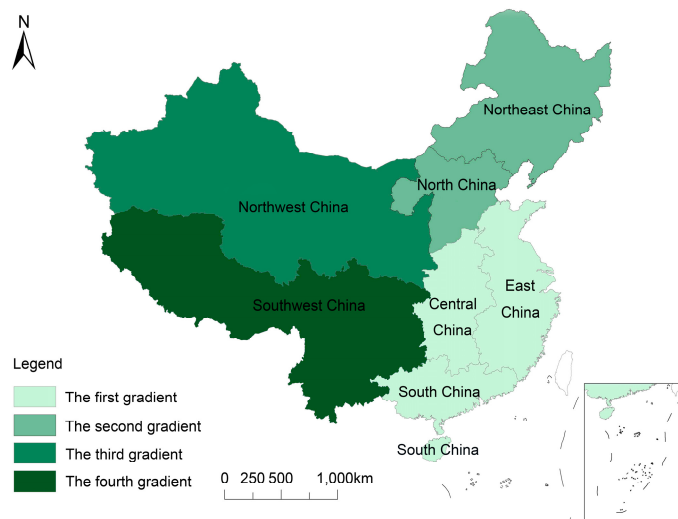 N
Northeast China
North China
Northwest China
Southwest China
East
China
Central
China
South China
South China
Legend
The first gradient
The second gradient
The third gradient
The fourth gradient
0 250 500 1,000km